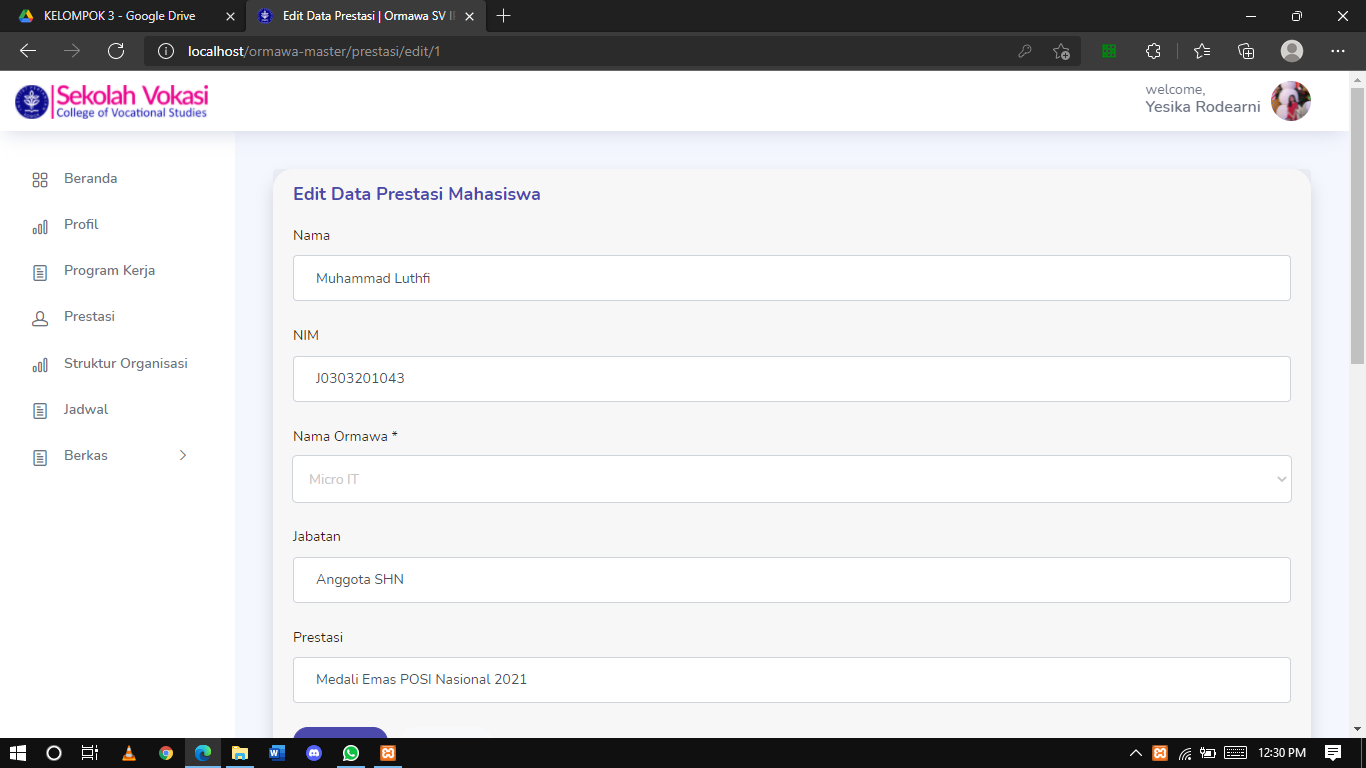 KELOMPOK 3 - Google Drive
Edit Data Prestasi | Ormawa SV
localhost/ormawa-master/prestasi/edit/1
Sekolah Vokasi
College of Vocational Studies
welcome,
Yesika Rodearni
Beranda
Profil
Program Kerja
Prestasi
Struktur Organisasi
Jadwal
Berkas
Edit Data Prestasi Mahasiswa
Nama
Muhammad Luthfi
NIM
J0303201043
Nama Ormawa *
Micro IT
Jabatan
Anggota SHN
Prestasi
Medali Emas POSI Nasional 2021
12:30 PM